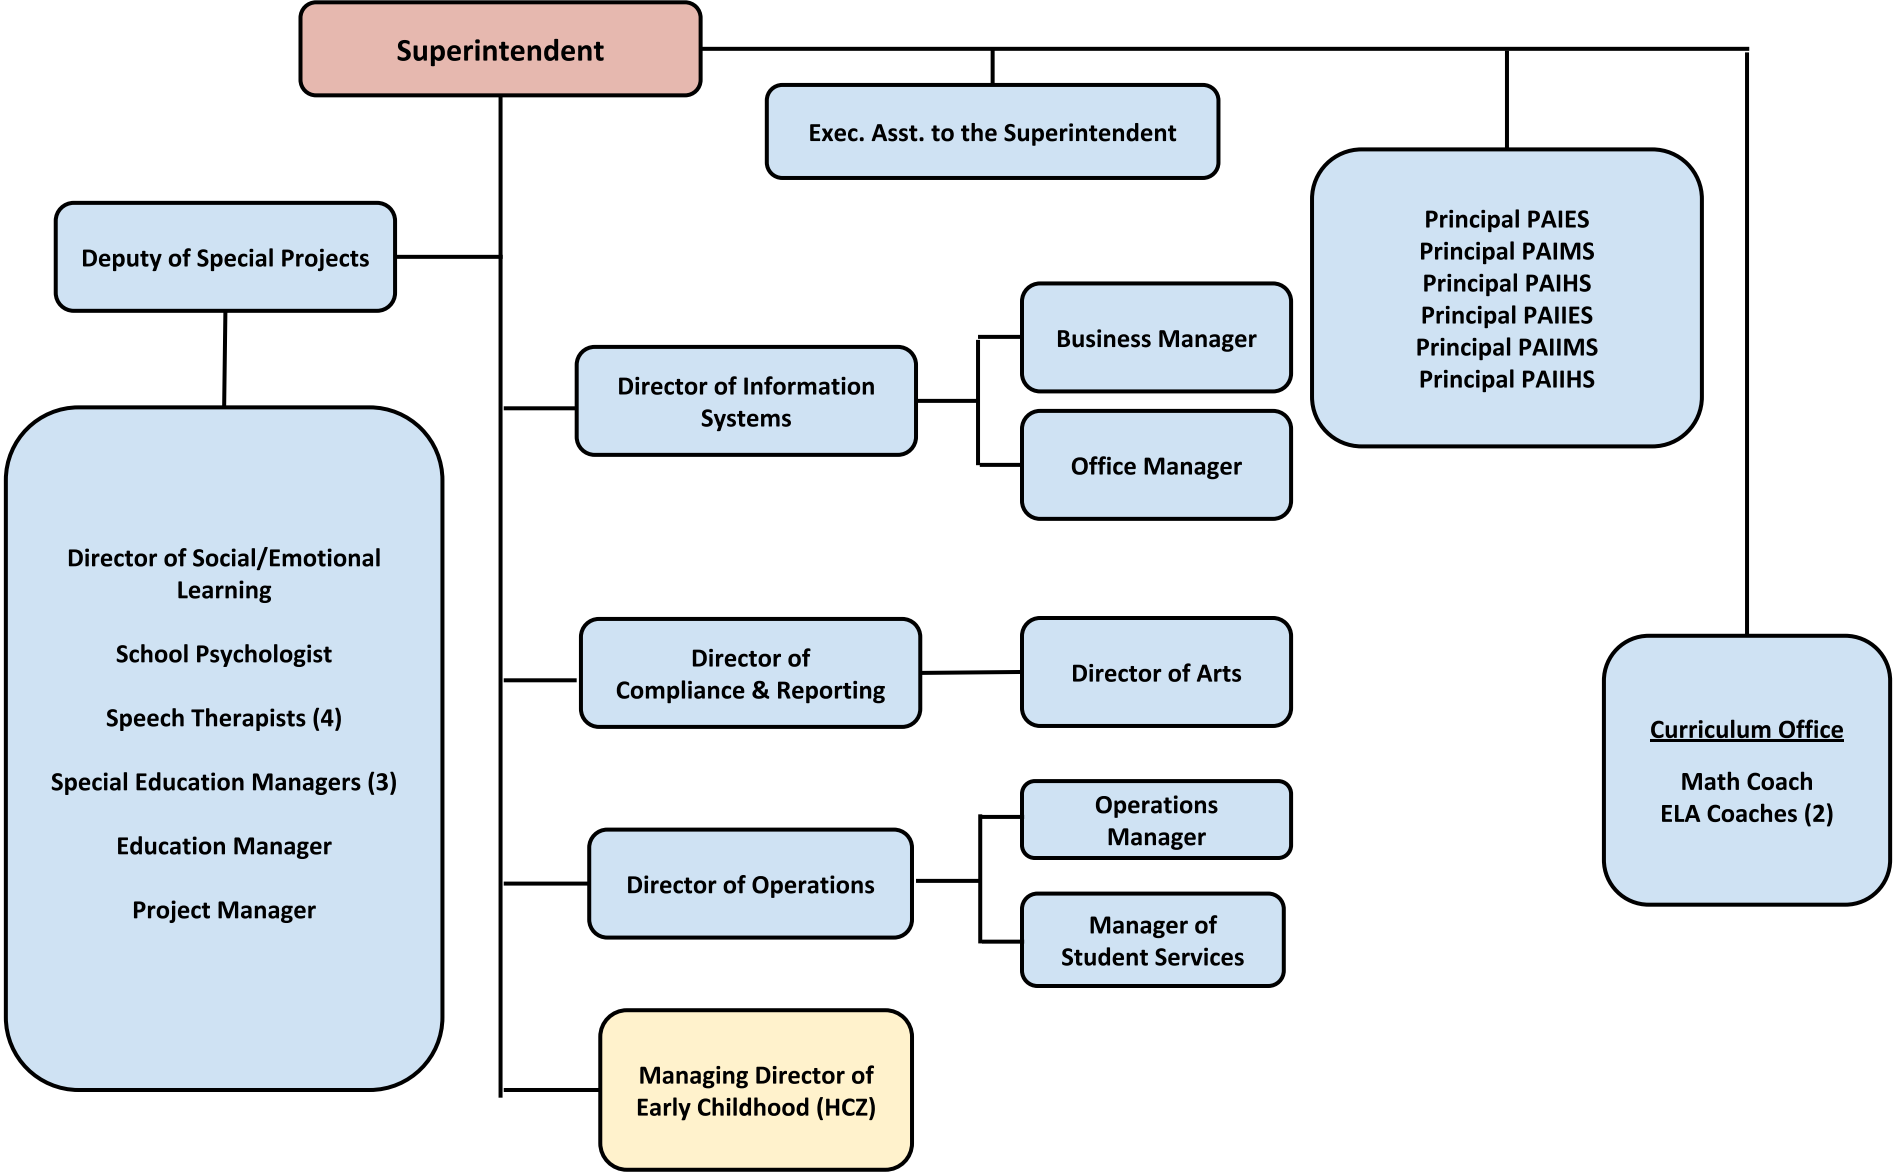 Superintendent
Exec. Asst. to the Superintendent
Principal PAIES
Principal PAIMS
Principal PAIHS
Principal PAIIES
Principal PAIIMS
Principal PAIIHS
Deputy of Special Projects
Director of Information
Systems
Business Manager
Office Manager
Director of Social/Emotional
Learning
School Psychologist
Speech Therapists (4)
Special Education Managers (3)
Education Manager
Project Manager
Director of
Compliance & Reporting
Director of Arts
Curriculum Office
Math Coach
ELA Coaches (2)
Director of Operations
Operations
Manager
Manager of
Student Services
Managing Director of
Early Childhood (HCZ)